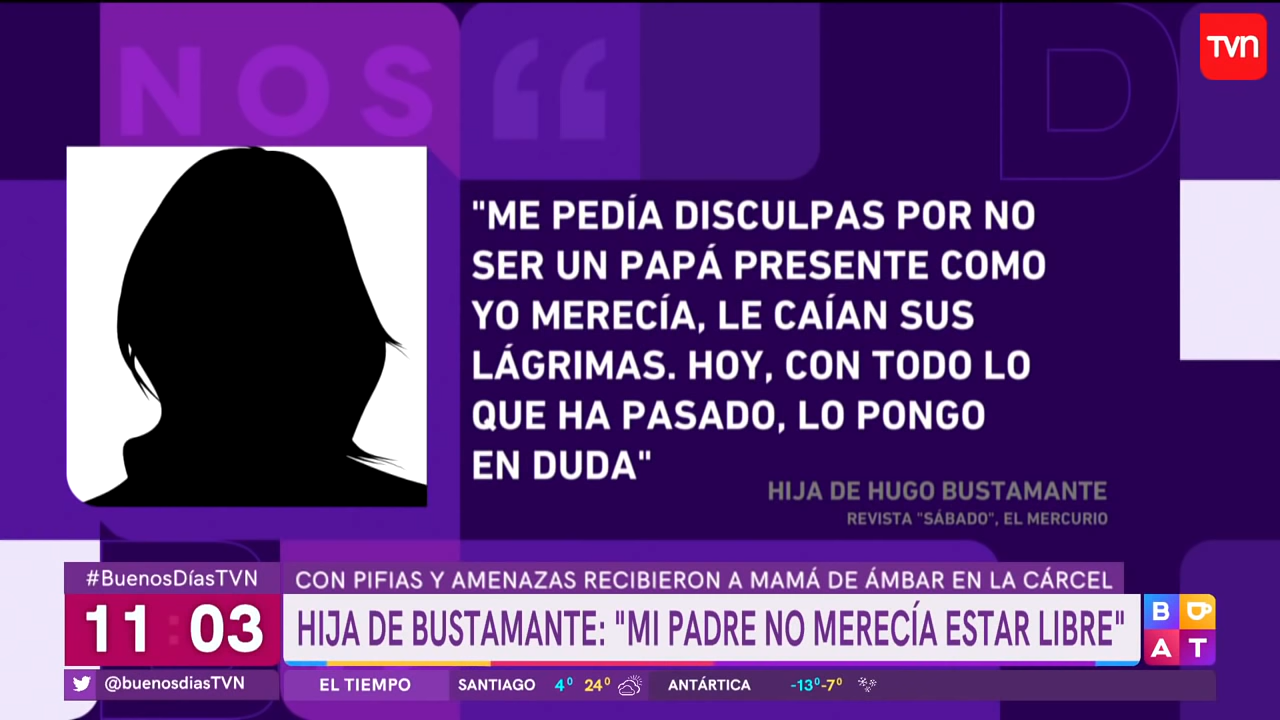 NOS
TVN
"ME PEDÍA DISCULPAS POR NO
SER UN PAPÁ PRESENTE COMO
YO MERECÍA, LE CAÍAN SUS
LÁGRIMAS. HOY, CON TODO LO
QUE HA PASADO, LO PONGO
EN DUDA"
HIJA DE HUGO BUSTAMANTE
REVISTA "SÁBADO", EL MERCURIO
#BuenosDíasTVN
CON PIFIAS Y AMENAZAS RECIBIERON A MAMÁ DE ÁMBAR EN LA CÁRCEL
11:03
HIJA DE BUSTAMANTE: "MI PADRE NO MERECÍA ESTAR LIBRE"
B D
A T
@buenosdiasTVN
EL TIEMPO SANTIAGO 4° 24° ANTÁRTICA -13° -7°